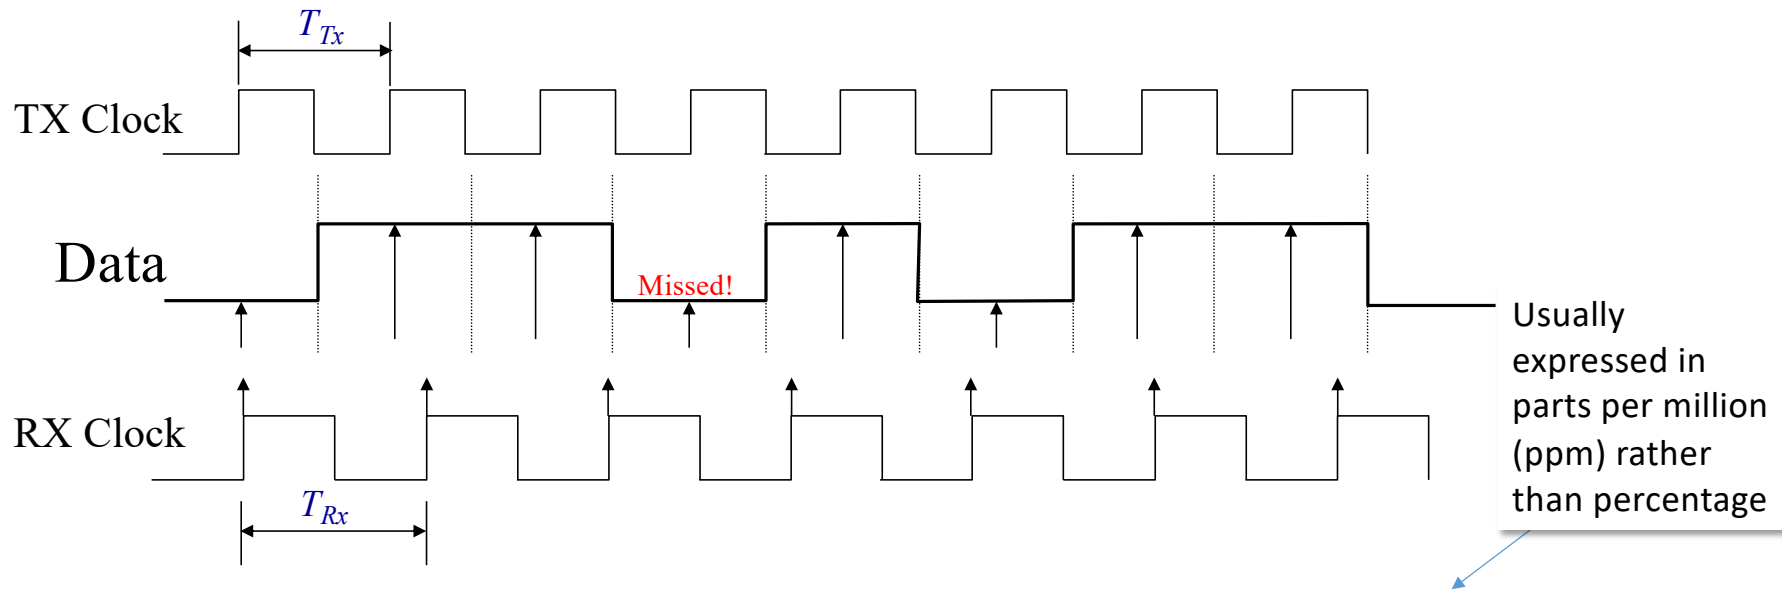 T_Tx
TX Clock
Data
Missed!
Usually
expressed in
parts per million
(ppm) rather
than percentage
RX Clock
T_Rx